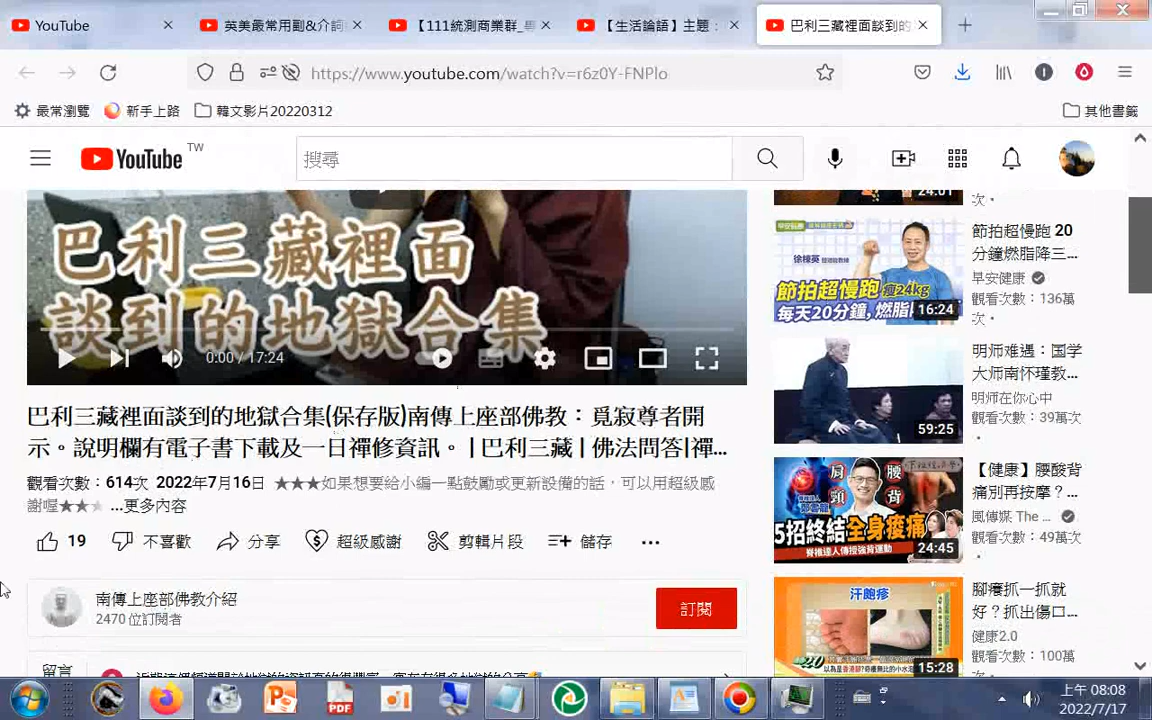 YouTube
英美最常用副&介詞
【111統測商業群_專
【生活論語】主題：
巴利三藏裡面談到的
https://www.youtube.com/watch?v=r6z0Y-FNPlo
最常瀏覽
新手上路
韓文影片20220312
其他書籤
YouTube TW
搜尋
巴利三藏裡面
談到的地獄合集
0:00 / 17:24
巴利三藏裡面談到的地獄合集(保存版)南傳上座部佛教：覓寂尊者開
示。說明欄有電子書下載及一日禪修資訊。 | 巴利三藏 | 佛法問答|禪...
觀看次數：614次 2022年7月16日 ★★★如果想要給小編一點鼓勵或更新設備的話，可以用超級感
謝喔★★★ ...更多內容
19
不喜歡
分享
超級感謝
剪輯片段
儲存
南傳上座部佛教介紹
2470 位訂閱者
訂閱
留言
24:01
次・
節拍超慢跑 20
分鐘燃脂降三...
早安健康
觀看次數：136萬
次・
徐棟英
節拍超慢跑 瘦24kg
每天20分鐘,燃脂
16:24
明师难遇：国学
大师南怀瑾教...
明师在你心中
觀看次數：39萬次
・
59:25
【健康】腰酸背
痛別再按摩？...
風傳媒 The ...
觀看次數：49萬次
・
肩頸
腰背
5招終結全身痠痛
24:45
腳癢抓一抓就
好？抓出傷口...
健康2.0
觀看次數：100萬
汗皰疹
15:28
上午 08:08
2022/7/17